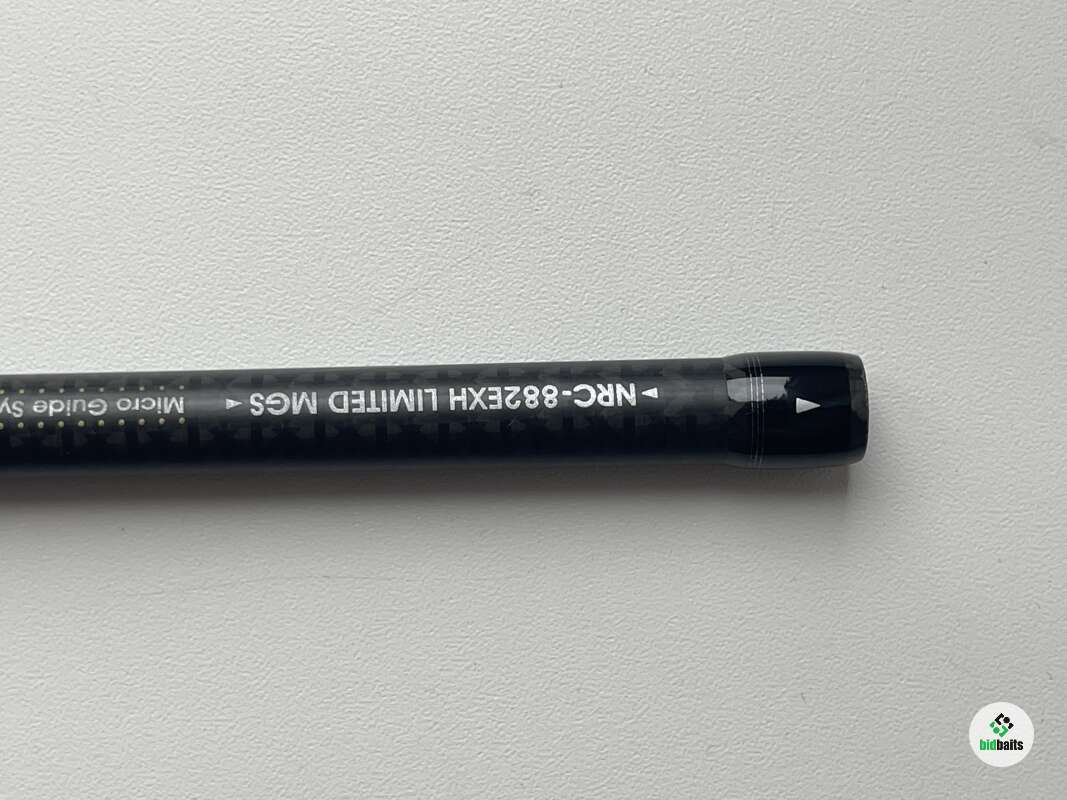 NRC-882EXH LIMITED MGS
Micro Guide Sy
bidbaits